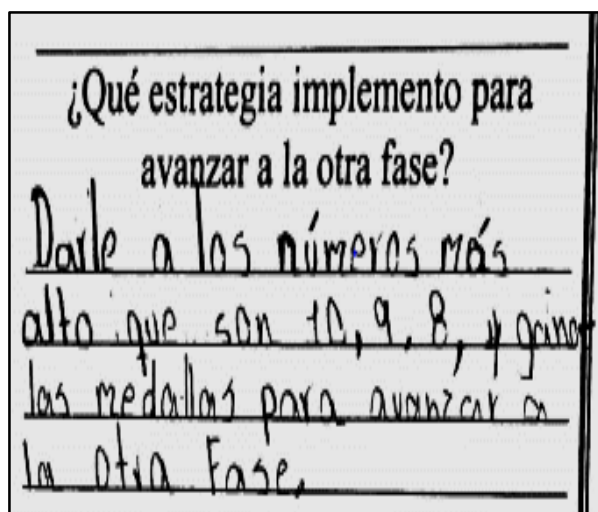 ¿Qué estrategia implemento para
avanzar a la otra fase?
Darle a los números más
alto que son 10, 9, 8, y gana
las medallas para avanzar a
la otra Fase.